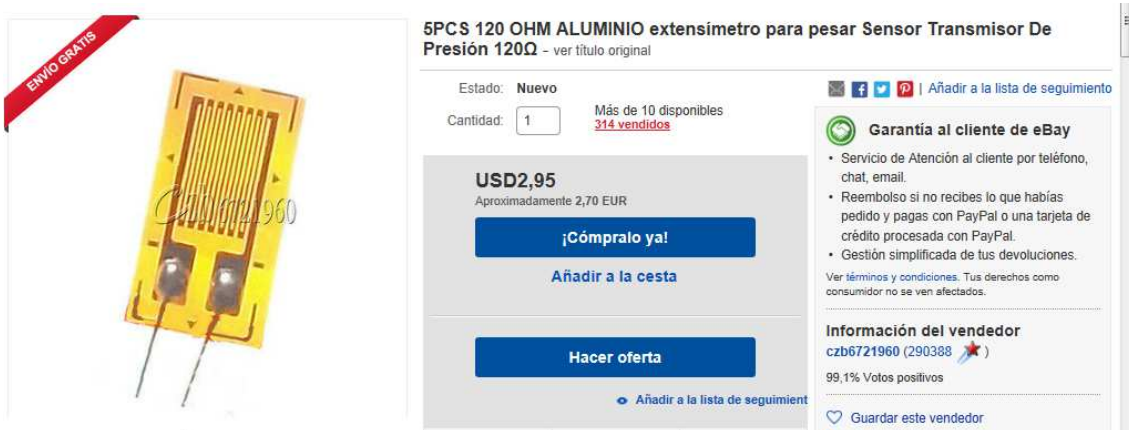 ENVÍO GRATIS
Czb6721960
5PCS 120 OHM ALUMINIO extensímetro para pesar Sensor Transmisor De
Presión 120Ω - ver título original
Estado: Nuevo
Cantidad: 1
Más de 10 disponibles
314 vendidos
USD2,95
Aproximadamente 2,70 EUR
¡Cómpralo ya!
Añadir a la cesta
Hacer oferta
Añadir a la lista de seguimient
| Añadir a la lista de seguimiento
Garantía al cliente de eBay
• Servicio de Atención al cliente por teléfono,
chat, email.
• Reembolso si no recibes lo que habías
pedido y pagas con PayPal o una tarjeta de
crédito procesada con PayPal.
• Gestión simplificada de tus devoluciones.
Ver términos y condiciones. Tus derechos como
consumidor no se ven afectados.
Información del vendedor
czb6721960 (290388 )
99,1% Votos positivos
Guardar este vendedor